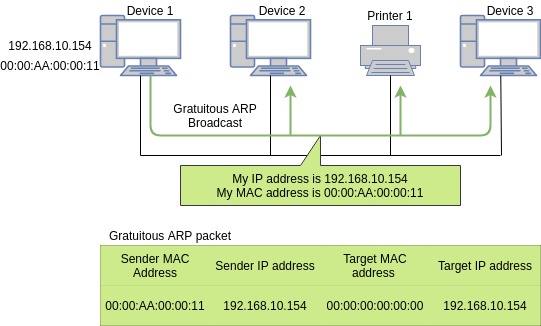 Device 1
Device 2
Printer 1
Device 3
192.168.10.154
00:00:AA:00:00:11
Gratuitous ARP
Broadcast
My IP address is 192.168.10.154
My MAC address is 00:00:AA:00:00:11
Gratuitous ARP packet
Sender MAC
Address
Sender IP address
Target MAC
address
Target IP address
00:00:AA:00:00:11
192.168.10.154
00:00:00:00:00:00
192.168.10.154